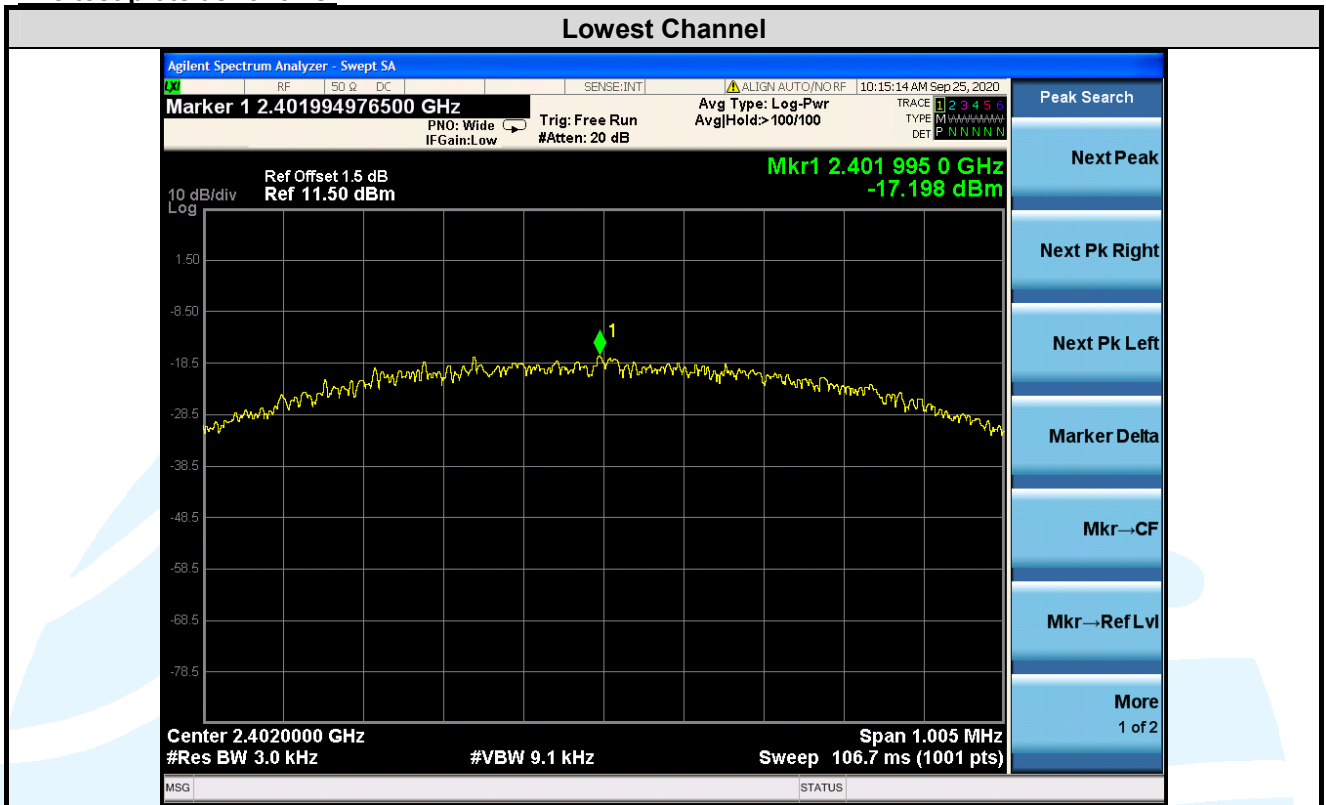 Lowest Channel
Agilent Spectrum Analyzer - Swept SA
LXI RF 50 Ω DC SENSE:INT ALIGN AUTO/NO RF 10:15:14 AM Sep 25, 2020
Marker 1 2.401994976500 GHz
PNO: Wide
IFGain:Low
Trig: Free Run
#Atten: 20 dB
Avg Type: Log-Pwr
Avg|Hold:>100/100
TRACE 1 2 3 4 5 6
TYPE M
DET P N N N N N
Mkr1 2.401 995 0 GHz
-17.198 dBm
Ref Offset 1.5 dB
10 dB/div Ref 11.50 dBm
Log
1.50
-8.50
1
-18.5
-28.5
-38.5
-48.5
-58.5
-68.5
-78.5
Center 2.4020000 GHz Span 1.005 MHz
#Res BW 3.0 kHz #VBW 9.1 kHz Sweep 106.7 ms (1001 pts)
MSG STATUS
Peak Search
Next Peak
Next Pk Right
Next Pk Left
Marker Delta
Mkr→CF
Mkr→Ref Lvl
More
1 of 2